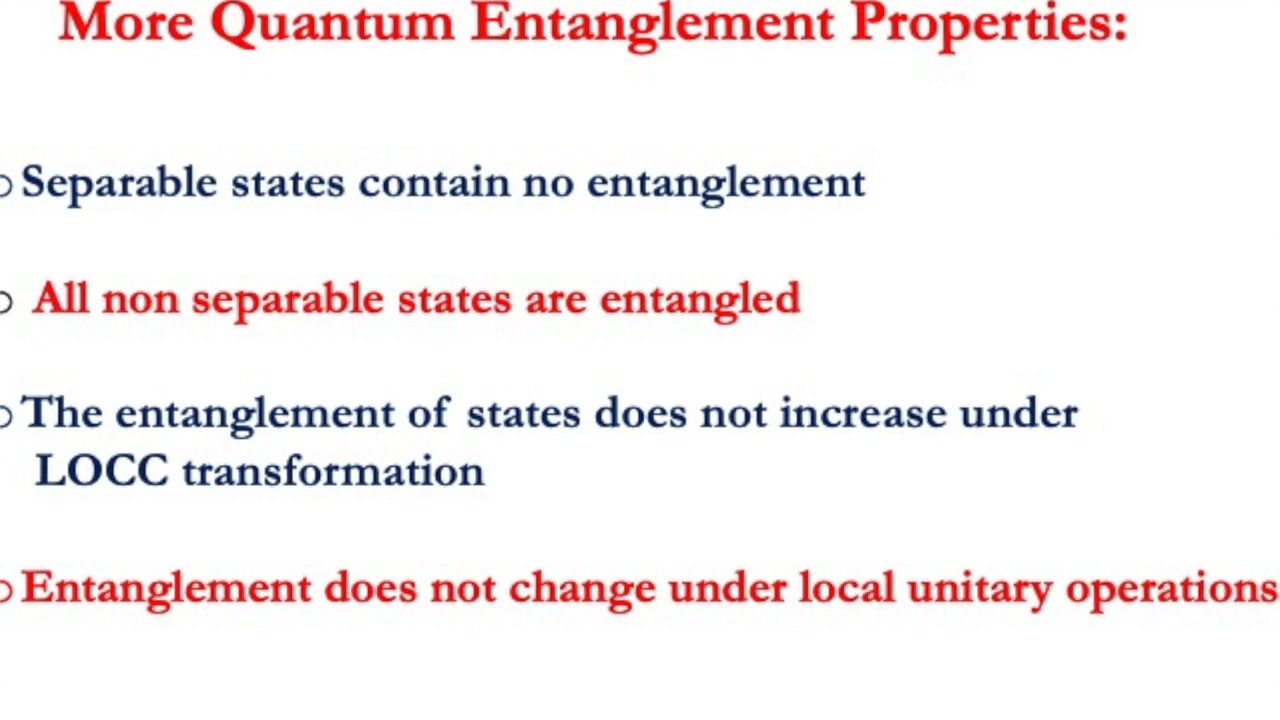 More Quantum Entanglement Properties:
○ Separable states contain no entanglement
○ All non separable states are entangled
○ The entanglement of states does not increase under
LOCC transformation
○ Entanglement does not change under local unitary operations